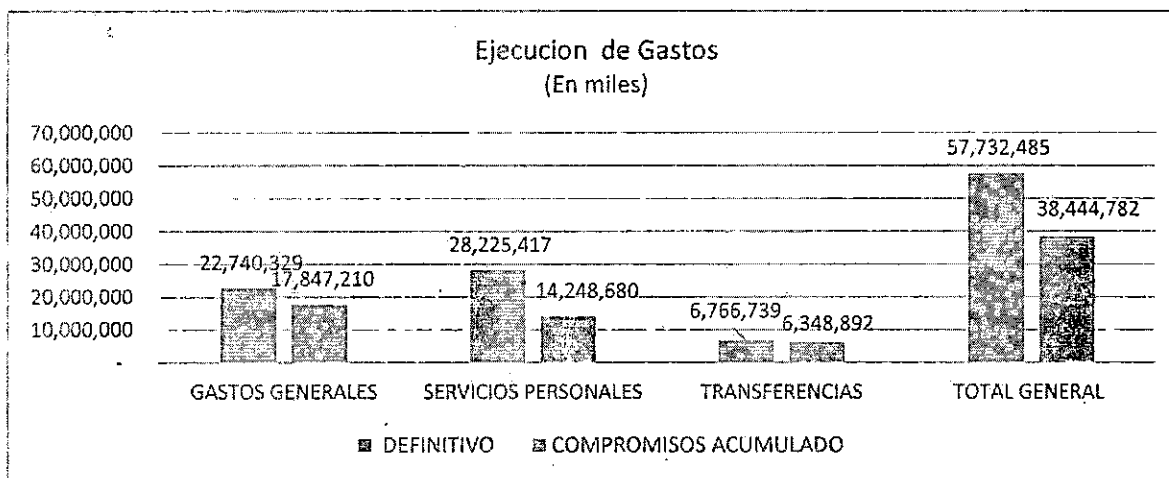 Ejecucion de Gastos
(En miles)
70,000,000
60,000,000
50,000,000
40,000,000
30,000,000
20,000,000
10,000,000
22,740,329
17,847,210
28,225,417
14,248,680
6,766,739
6,348,892
57,732,485
38,444,782
GASTOS GENERALES
SERVICIOS PERSONALES
TRANSFERENCIAS
TOTAL GENERAL
DEFINITIVO
COMPROMISOS ACUMULADO